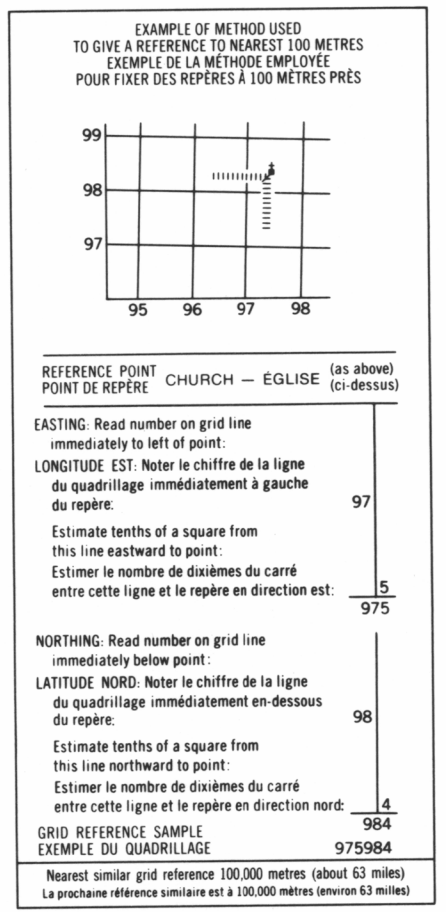 EXAMPLE OF METHOD USED
TO GIVE A REFERENCE TO NEAREST 100 METRES
EXEMPLE DE LA MÉTHODE EMPLOYÉE
POUR FIXER DES REPÈRES À 100 MÈTRES PRÈS
99
98
97
95 96 97 98
REFERENCE POINT
POINT DE REPÈRE
CHURCH — ÉGLISE
(as above)
(ci-dessus)
EASTING: Read number on grid line
immediately to left of point:
LONGITUDE EST: Noter le chiffre de la ligne
du quadrillage immédiatement à gauche
du repère: 97
Estimate tenths of a square from
this line eastward to point:
Estimer le nombre de dixièmes du carré
entre cette ligne et le repère en direction est: 5
975
NORTHING: Read number on grid line
immediately below point:
LATITUDE NORD: Noter le chiffre de la ligne
du quadrillage immédiatement en-dessous
du repère: 98
Estimate tenths of a square from
this line northward to point:
Estimer le nombre de dixièmes du carré
entre cette ligne et le repère en direction nord: 4
984
GRID REFERENCE SAMPLE
EXEMPLE DU QUADRILLAGE 975984
Nearest similar grid reference 100,000 metres (about 63 miles)
La prochaine référence similaire est à 100,000 mètres (environ 63 milles)